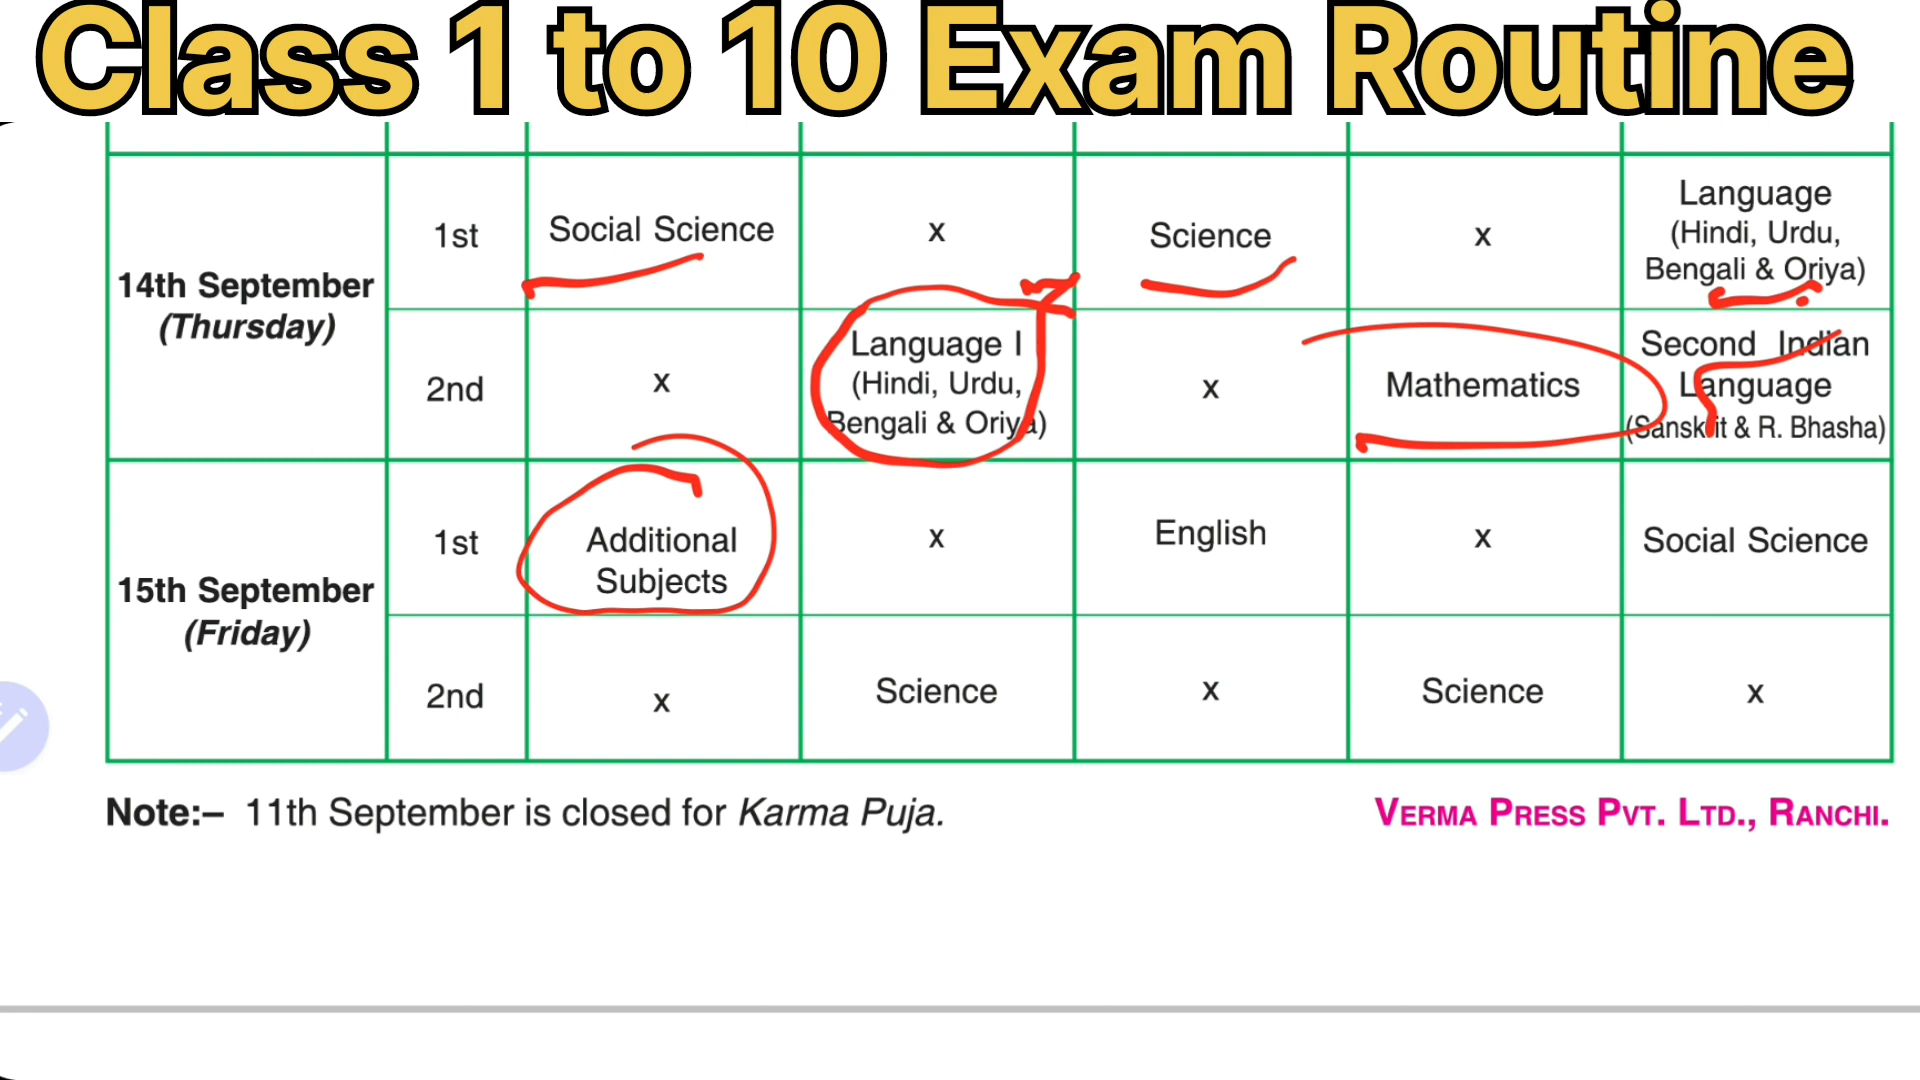 Class 1 to 10 Exam Routine
14th September
(Thursday)
1st
Social Science
x
Science
x
Language
(Hindi, Urdu,
Bengali & Oriya)
2nd
x
Language I
(Hindi, Urdu,
Bengali & Oriya)
x
Mathematics
Second Indian
Language
(Sanskrit & R. Bhasha)
15th September
(Friday)
1st
Additional
Subjects
x
English
x
Social Science
2nd
x
Science
x
Science
x
Note:– 11th September is closed for Karma Puja.
VERMA PRESS PVT. LTD., RANCHI.